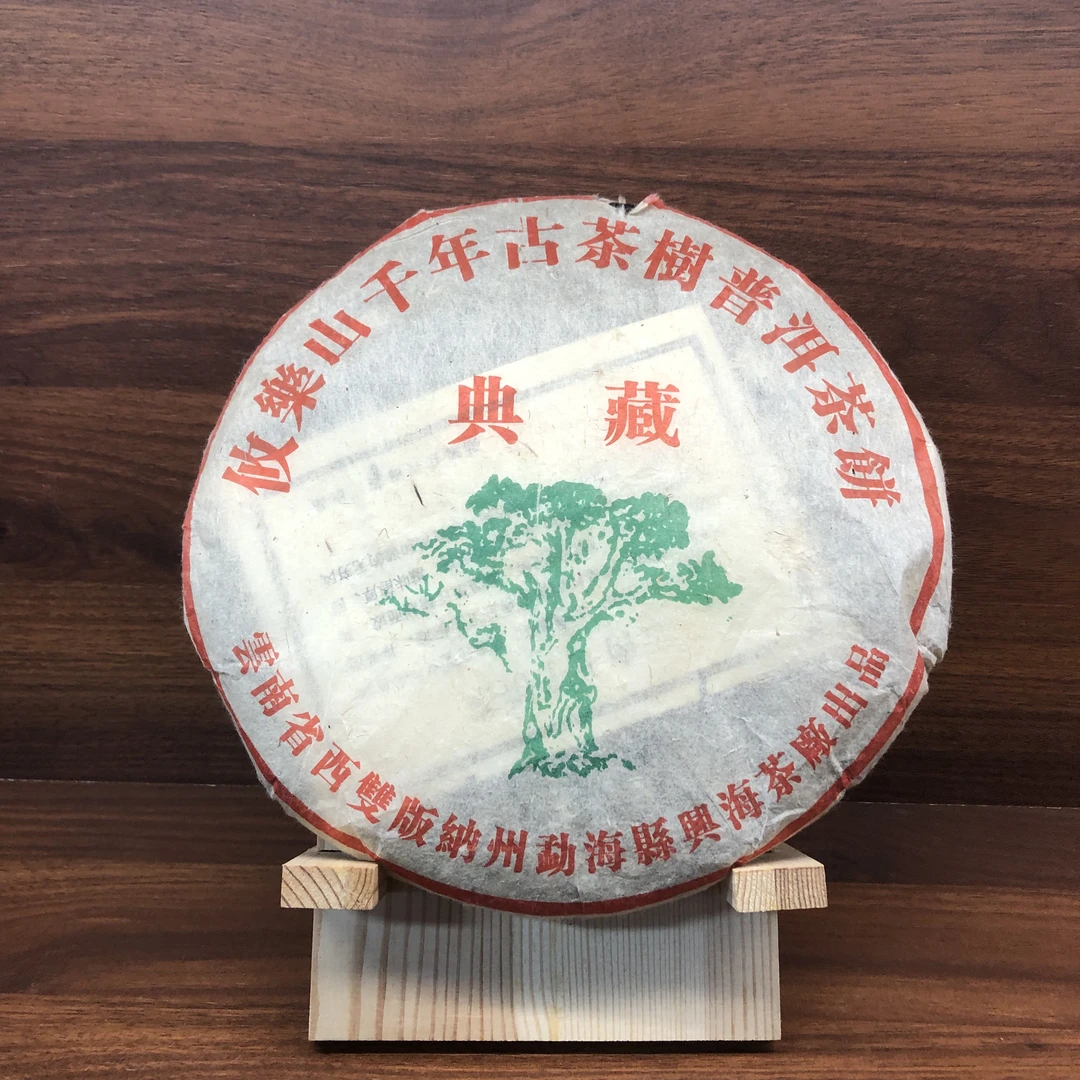 攸樂山千年古茶樹普洱茶餅
典藏
雲南省西雙版納州勐海縣興海茶廠出品